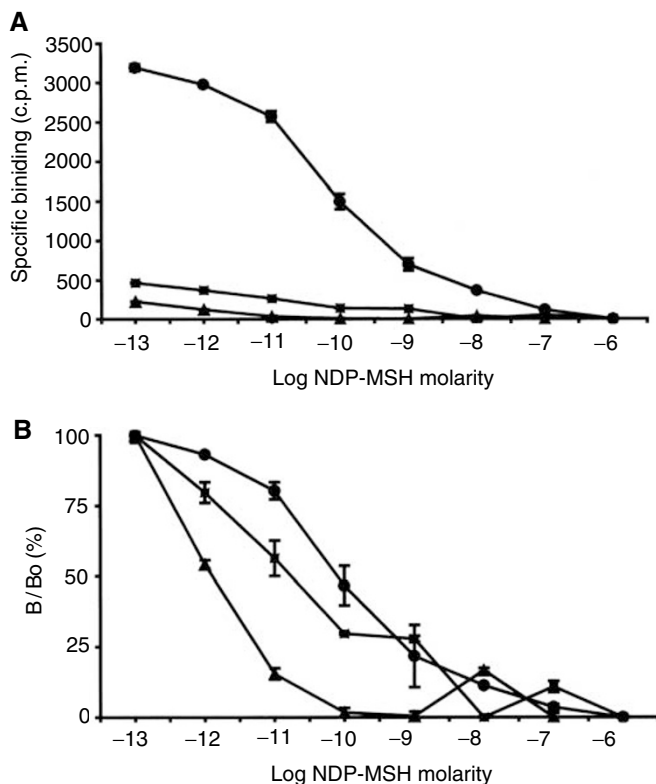 A
Spccific biniding (c.p.m.)
3500
3000
2500
2000
1500
1000
500
0
−13 −12 −11 −10 −9 −8 −7 −6
Log NDP-MSH molarity
B
B/Bo (%)
100
75
50
25
0
−13 −12 −11 −10 −9 −8 −7 −6
Log NDP-MSH molarity